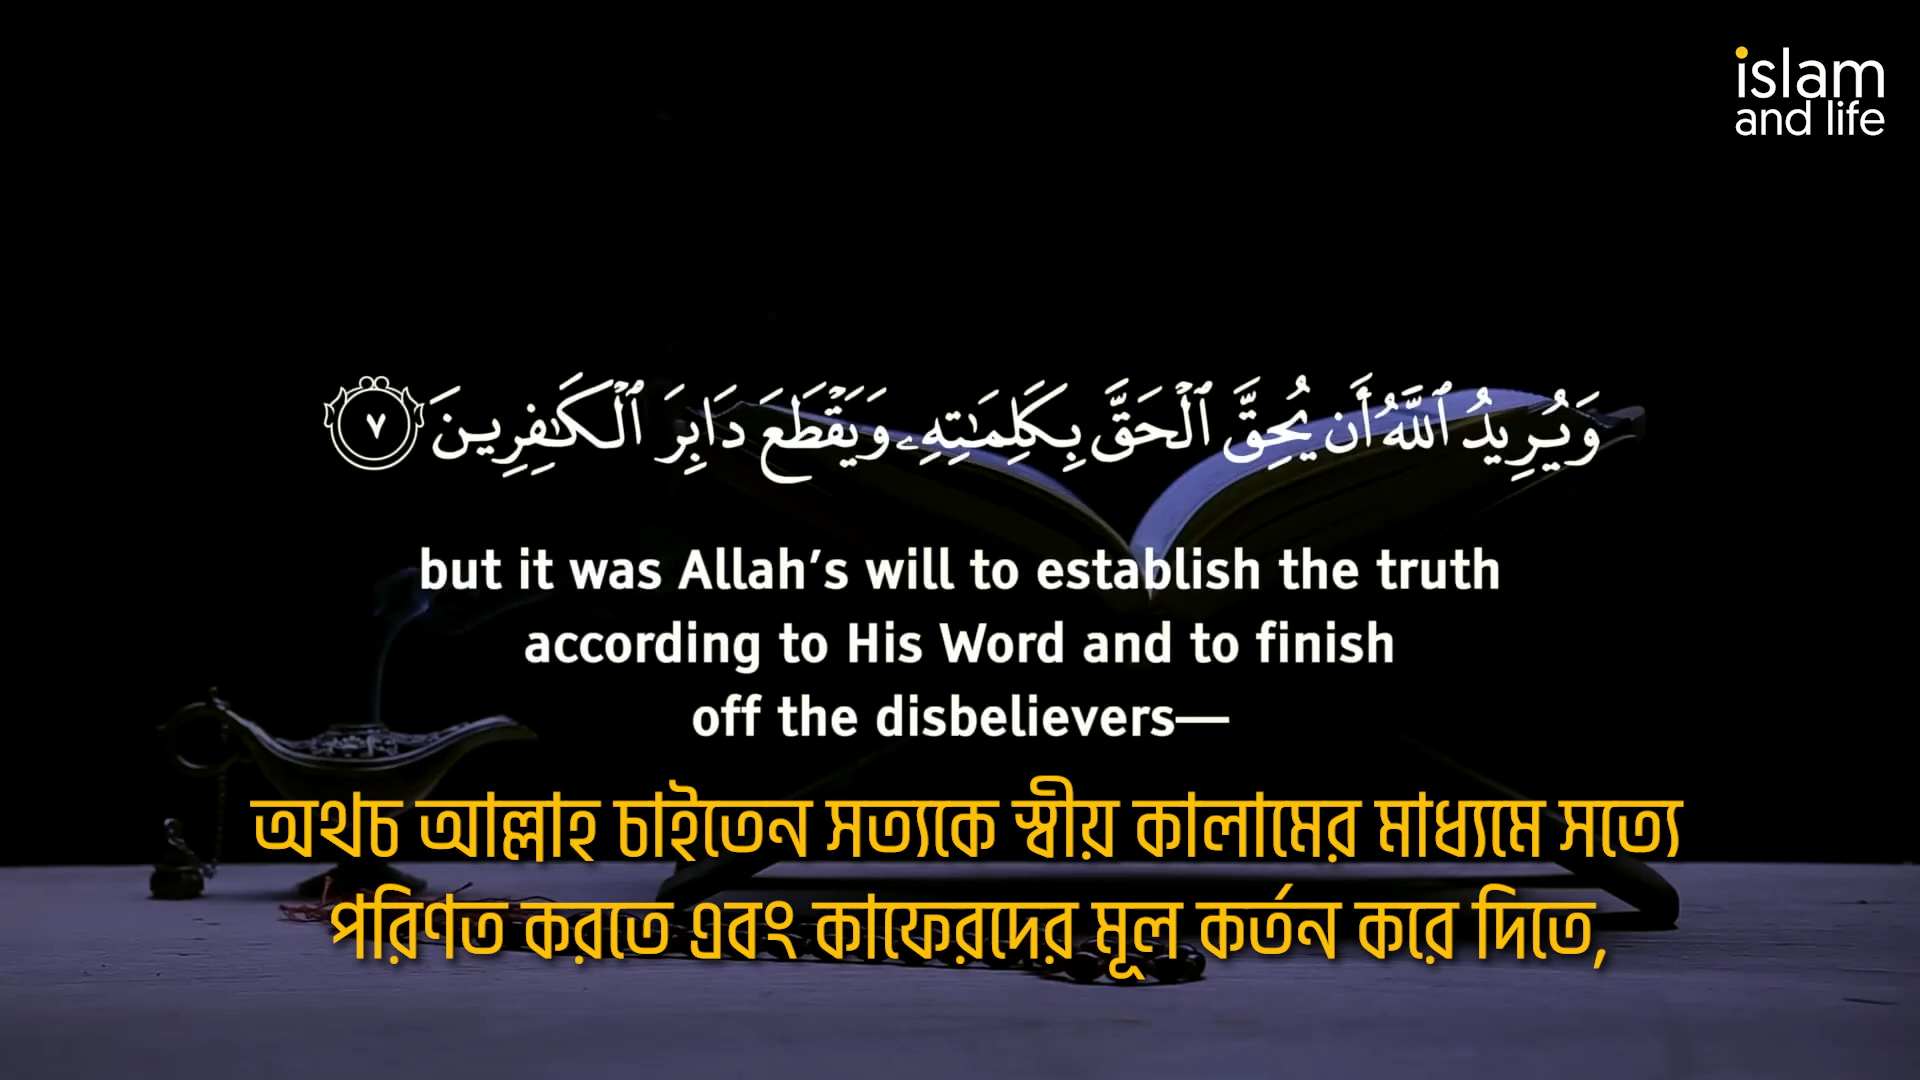 islam
and life
وَيُرِيدُ ٱللَّهُ أَن يُحِقَّ ٱلْحَقَّ بِكَلِمَـٰتِهِۦ وَيَقْطَعَ دَابِرَ ٱلْكَـٰفِرِينَ ٧
but it was Allah’s will to establish the truth
according to His Word and to finish
off the disbelievers—
অথচ আল্লাহ চাইতেন সত্যকে স্বীয় কালামের মাধ্যমে সত্যে
পরিণত করতে এবং কাফেরদের মূল কর্তন করে দিতে,